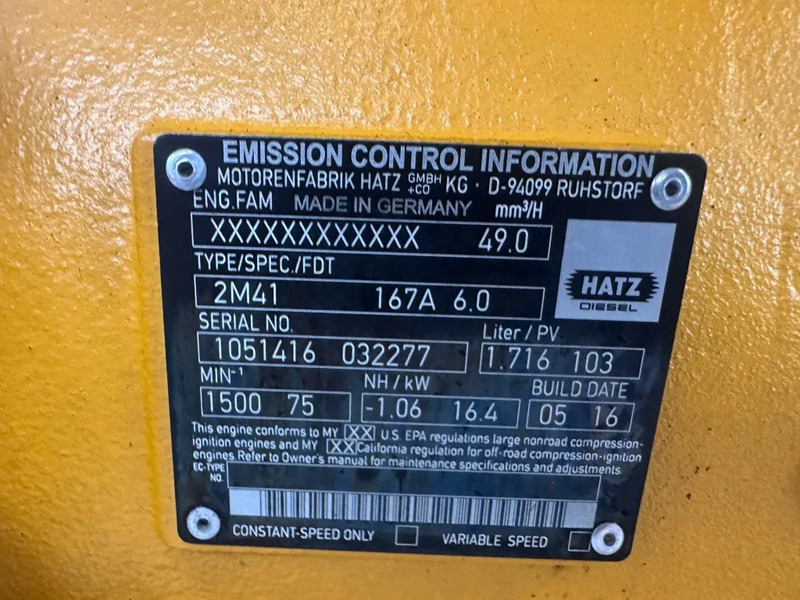 EMISSION CONTROL INFORMATION
MOTORENFABRIK HATZ GMBH +CO KG · D-94099 RUHSTORF
ENG.FAM MADE IN GERMANY mm³/H
XXXXXXXXXXXX 49.0
TYPE/SPEC./FDT
2M41 167A 6.0
HATZ
DIESEL
SERIAL NO. Liter / PV
1051416 032277 1.716 103
MIN-¹ NH / kW BUILD DATE
1500 75 -1.06 16.4 05 16
This engine conforms to MY XX U.S. EPA regulations large nonroad compression-
ignition engines and MY XX California regulation for off-road compression-ignition
engines. Refer to Owner's manual for maintenance specifications and adjustments
EC-TYPE
NO.
CONSTANT-SPEED ONLY VARIABLE SPEED